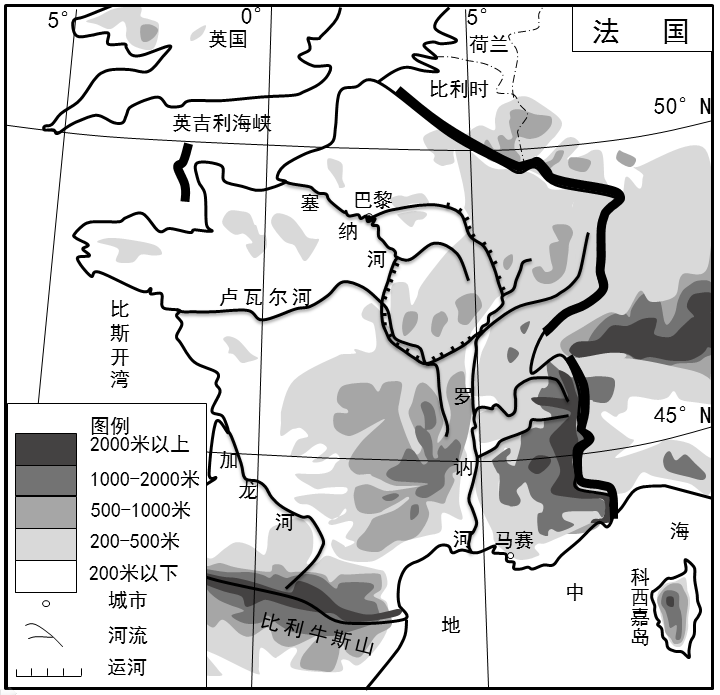 5°
0°
5°
法 国
英国
荷兰
比利时
50° N
英吉利海峡
塞纳河
巴黎
卢瓦尔河
比斯开湾
罗讷河
45° N
加龙河
马赛
地中海
科西嘉岛
比利牛斯山
图例
2000米以上
1000-2000米
500-1000米
200-500米
200米以下
城市
河流
运河